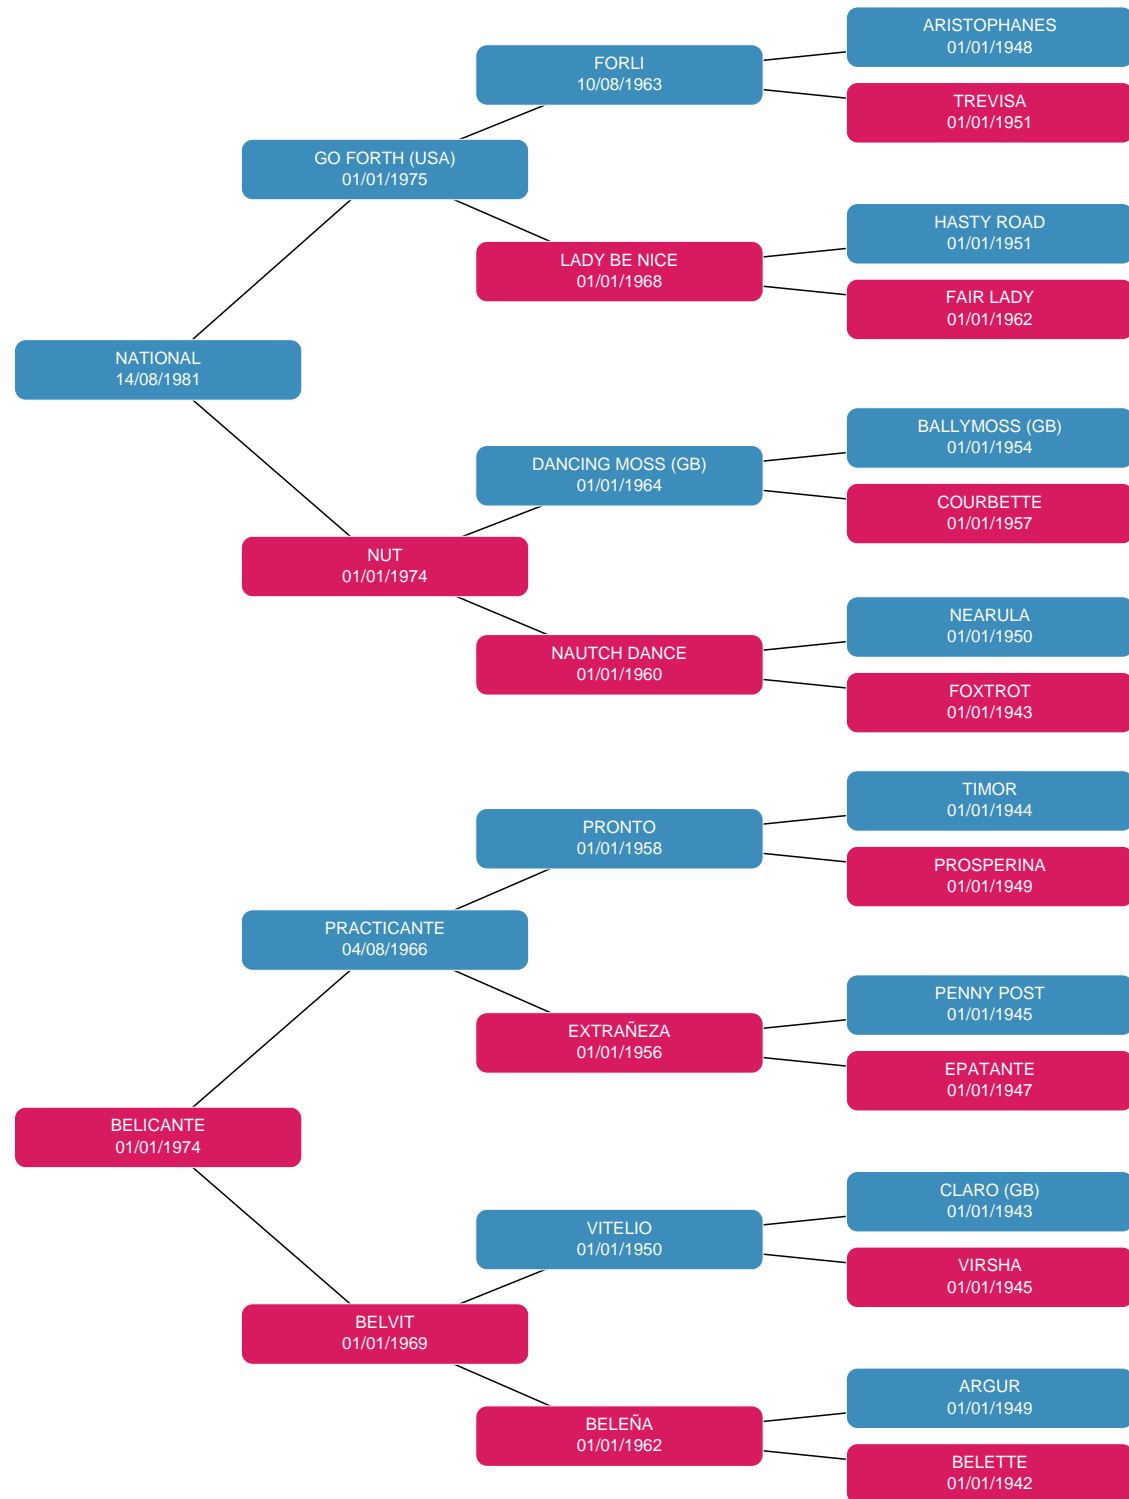 ARISTOPHANES
01/01/1948
FORLI
10/08/1963
TREVISA
01/01/1951
GO FORTH (USA)
01/01/1975
HASTY ROAD
01/01/1951
LADY BE NICE
01/01/1968
FAIR LADY
01/01/1962
NATIONAL
14/08/1981
BALLYMOSS (GB)
01/01/1954
DANCING MOSS (GB)
01/01/1964
COURBETTE
01/01/1957
NUT
01/01/1974
NEARULA
01/01/1950
NAUTCH DANCE
01/01/1960
FOXTROT
01/01/1943
TIMOR
01/01/1944
PRONTO
01/01/1958
PROSPERINA
01/01/1949
PRACTICANTE
04/08/1966
PENNY POST
01/01/1945
EXTRAÑEZA
01/01/1956
EPATANTE
01/01/1947
BELICANTE
01/01/1974
CLARO (GB)
01/01/1943
VITELIO
01/01/1950
VIRSHA
01/01/1945
BELVIT
01/01/1969
ARGUR
01/01/1949
BELEÑA
01/01/1962
BELETTE
01/01/1942